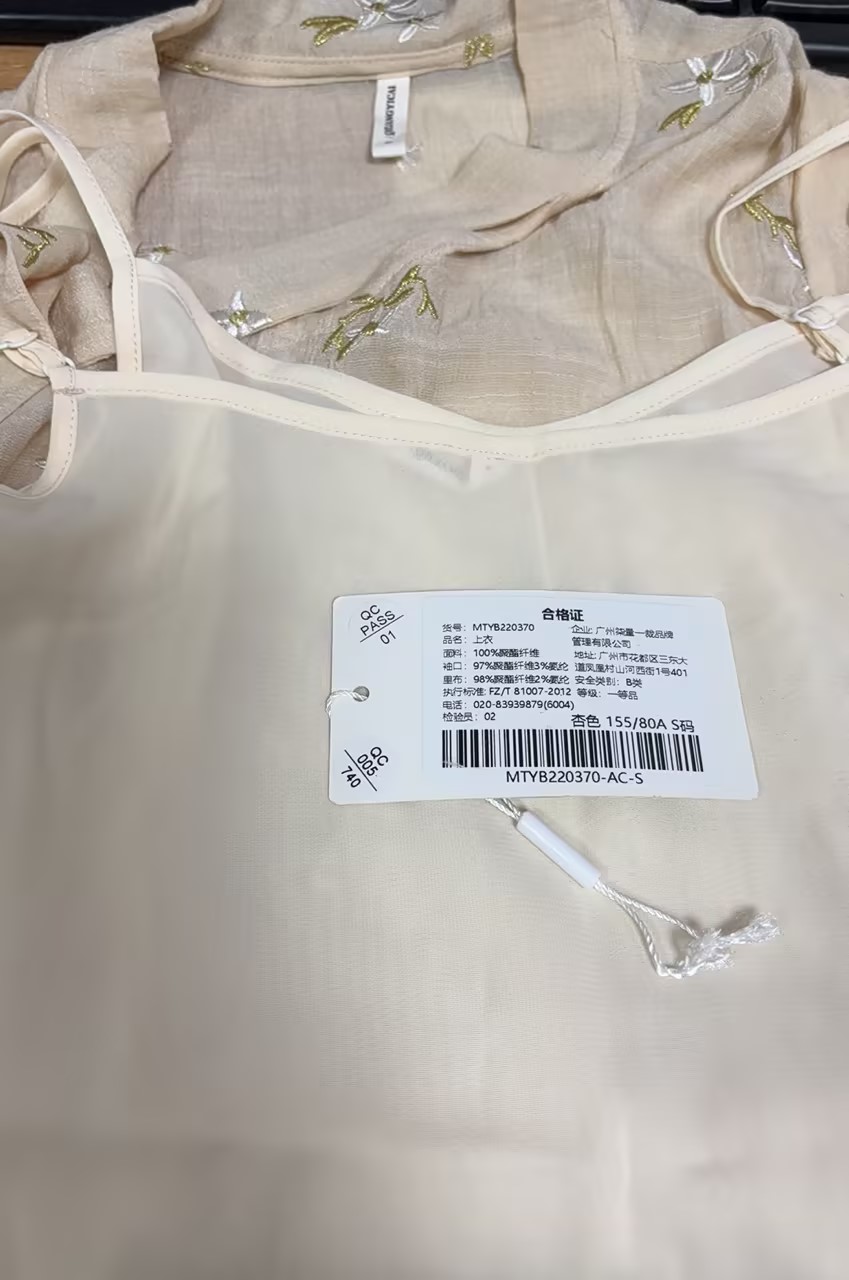 QC
PASS
01
合格证
货号: MTYB220370
品名: 上衣
面料: 100%聚酯纤维
袖口: 97%聚酯纤维3%氨纶
里布: 98%聚酯纤维2%氨纶
执行标准: FZ/T 81007-2012 等级: 一等品
电话: 020-83939879(6004)
检验员: 02
企业: 广州梁量一裁品牌
管理有限公司
地址: 广州市花都区三东大
道凤凰村山河西街1号401
安全类别: B类
杏色 155/80A S码
MTYB220370-AC-S
QC
005
740